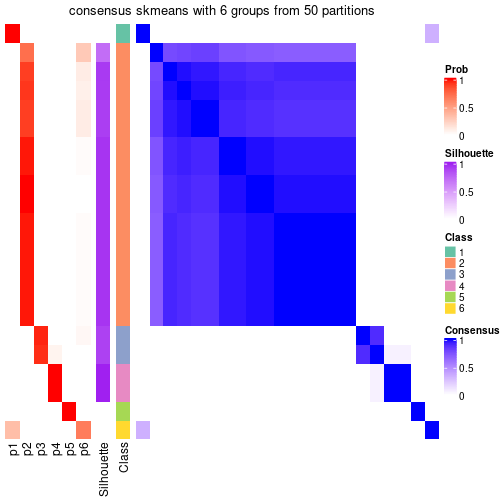 consensus skmeans with 6 groups from 50 partitions
Prob
1
0.5
0
Silhouette
1
0.5
0
Class
1
2
3
4
5
6
Consensus
1
0.5
0
p1
p2
p3
p4
p5
p6
Silhouette
Class